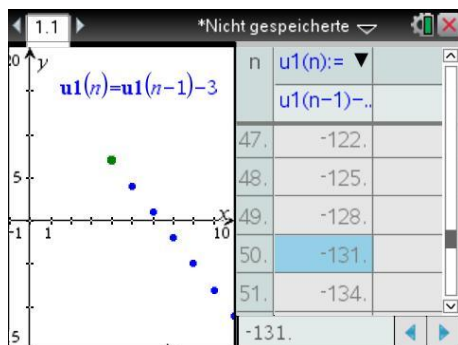 1.1 *Nicht gespeicherte
20 y
u1(n)=u1(n-1)-3
5
x
-1 1 10
5
n u1(n):= ▼
u1(n-1)-..
47. -122.
48. -125.
49. -128.
50. -131.
51. -134.
-131.